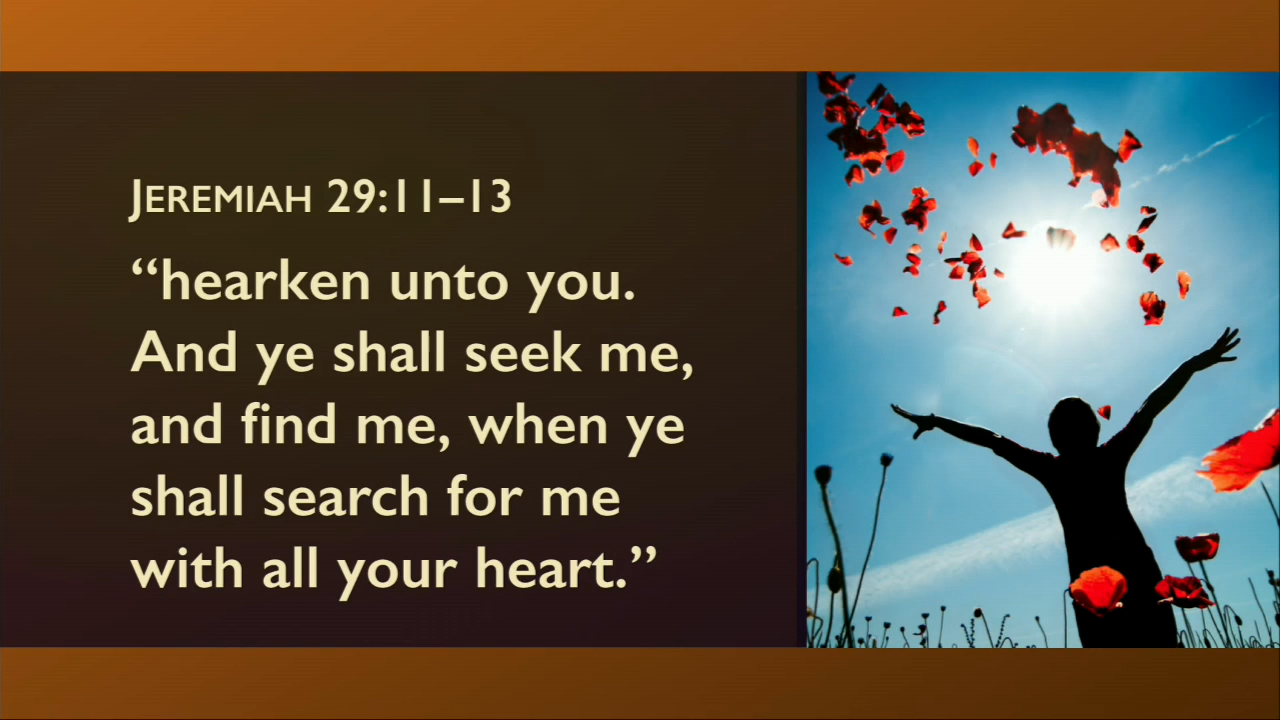 JEREMIAH 29:11–13
“hearken unto you.
And ye shall seek me,
and find me, when ye
shall search for me
with all your heart.”